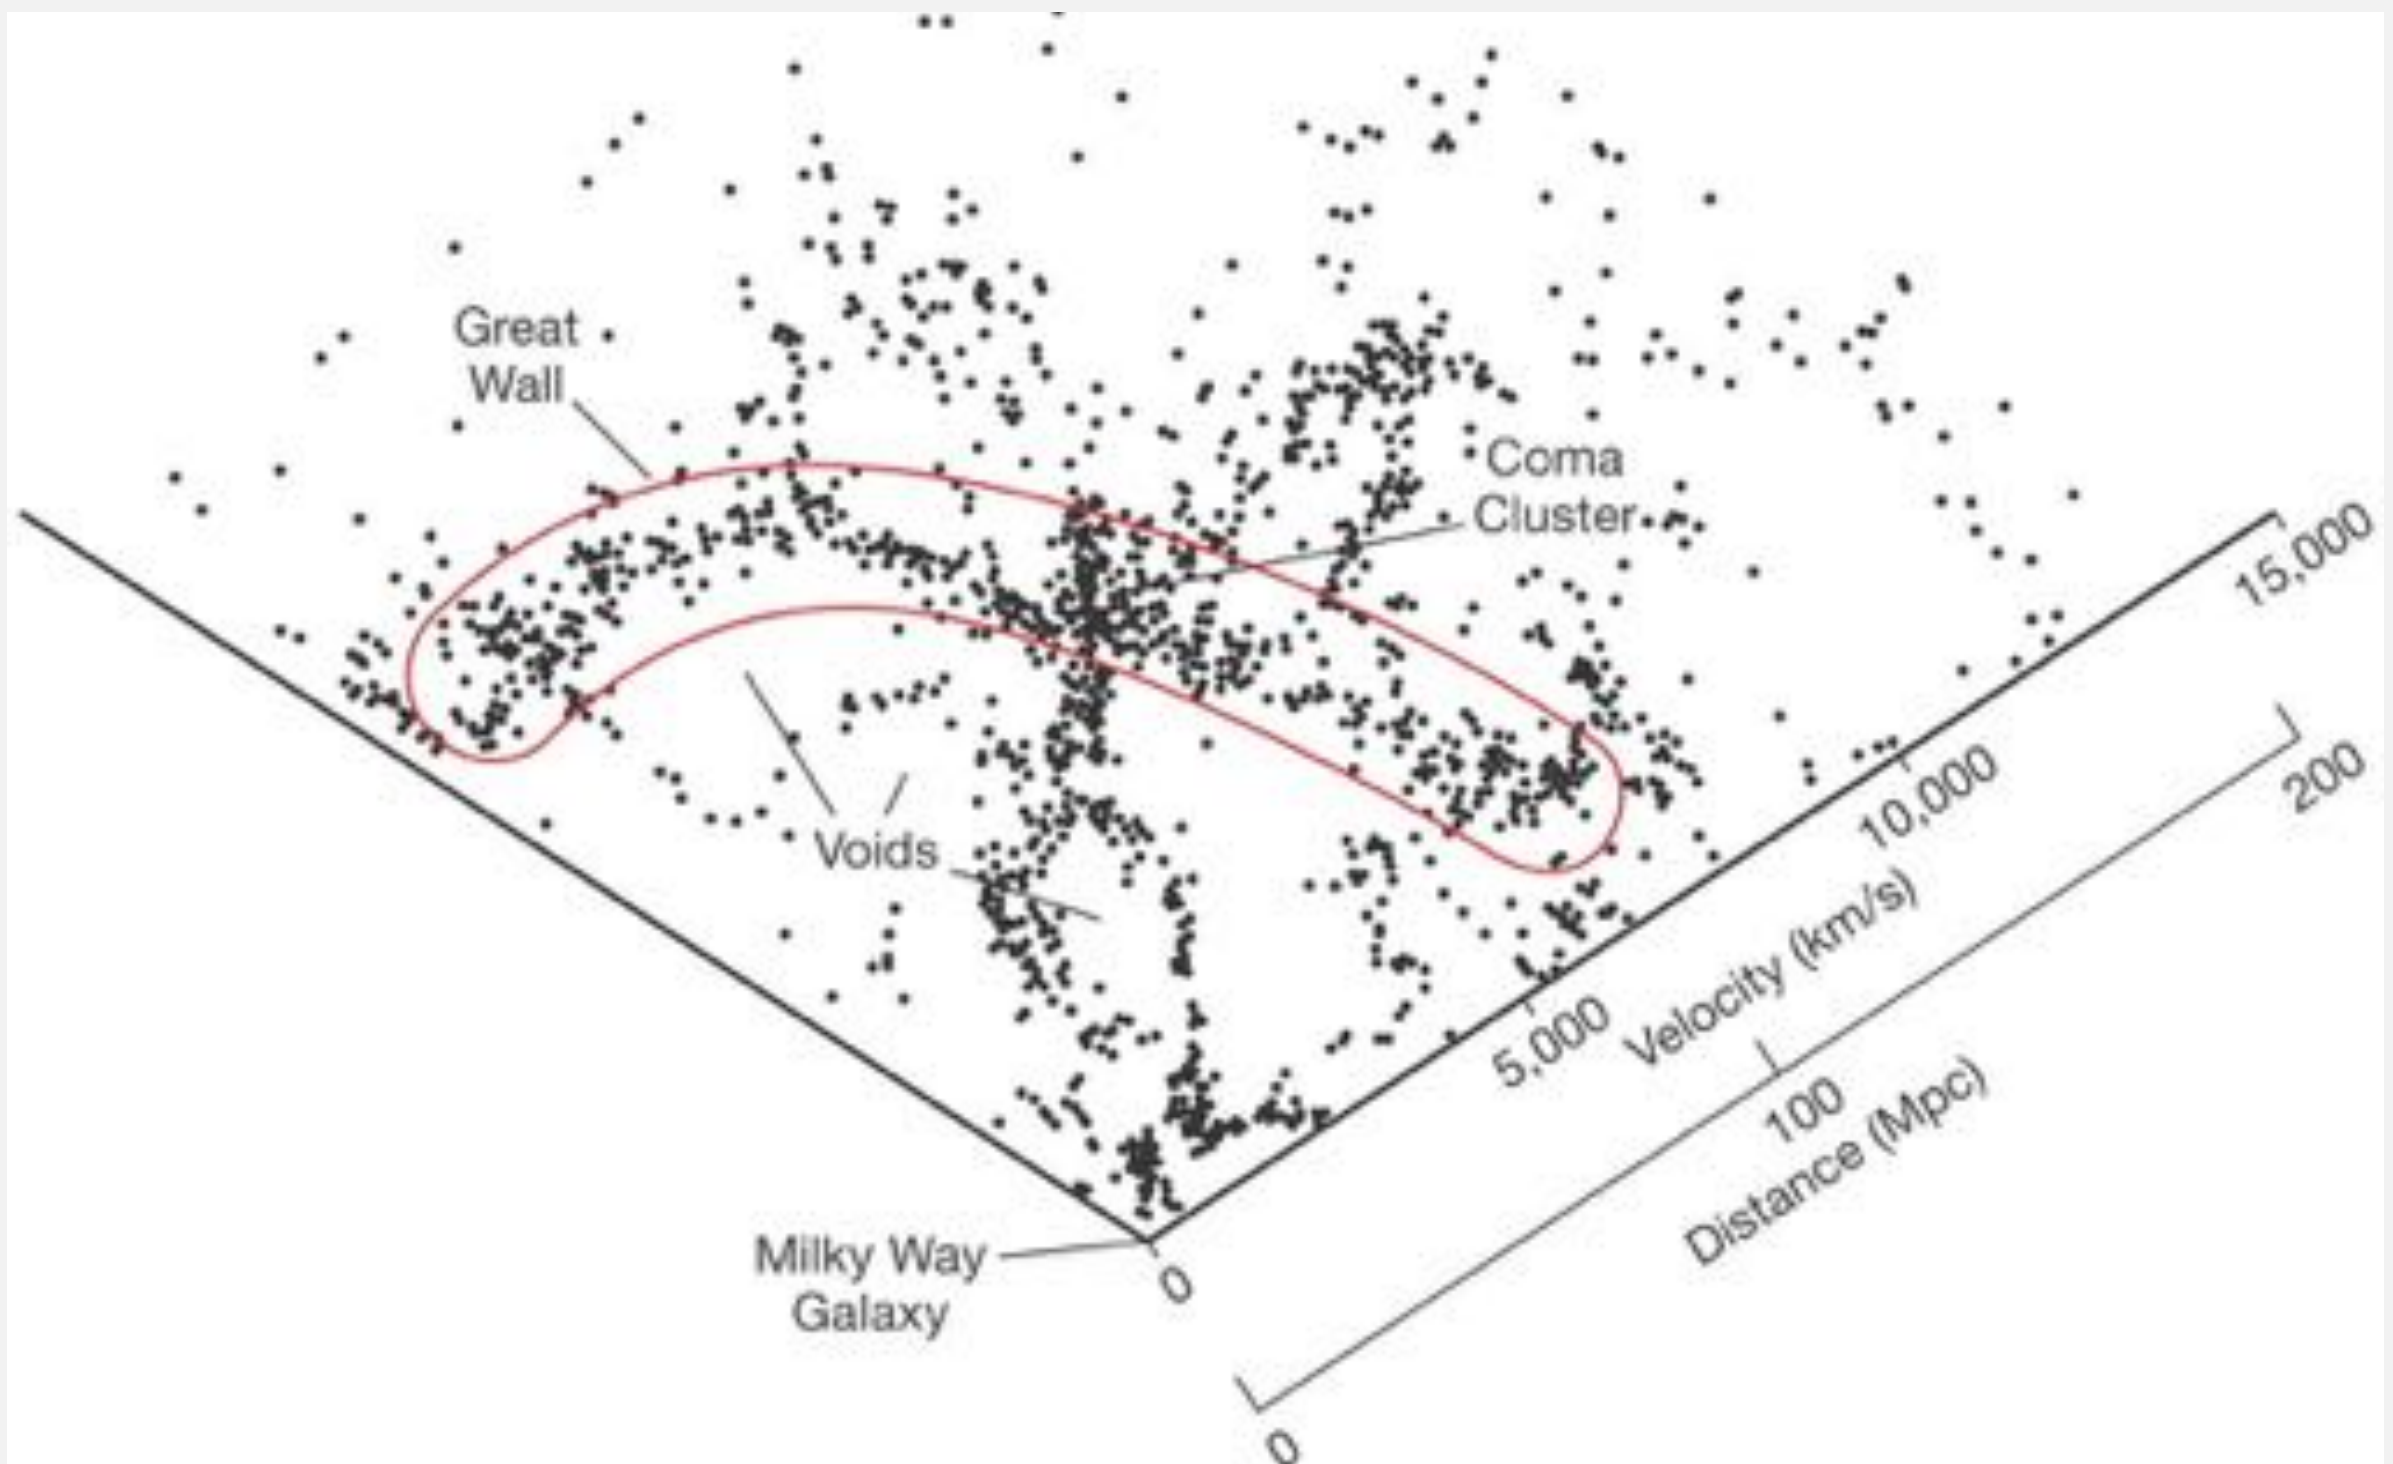 Great
Wall
Coma
Cluster
15,000
Voids
10,000
200
Velocity (km/s)
5,000
100
Distance (Mpc)
Milky Way
Galaxy
0
0